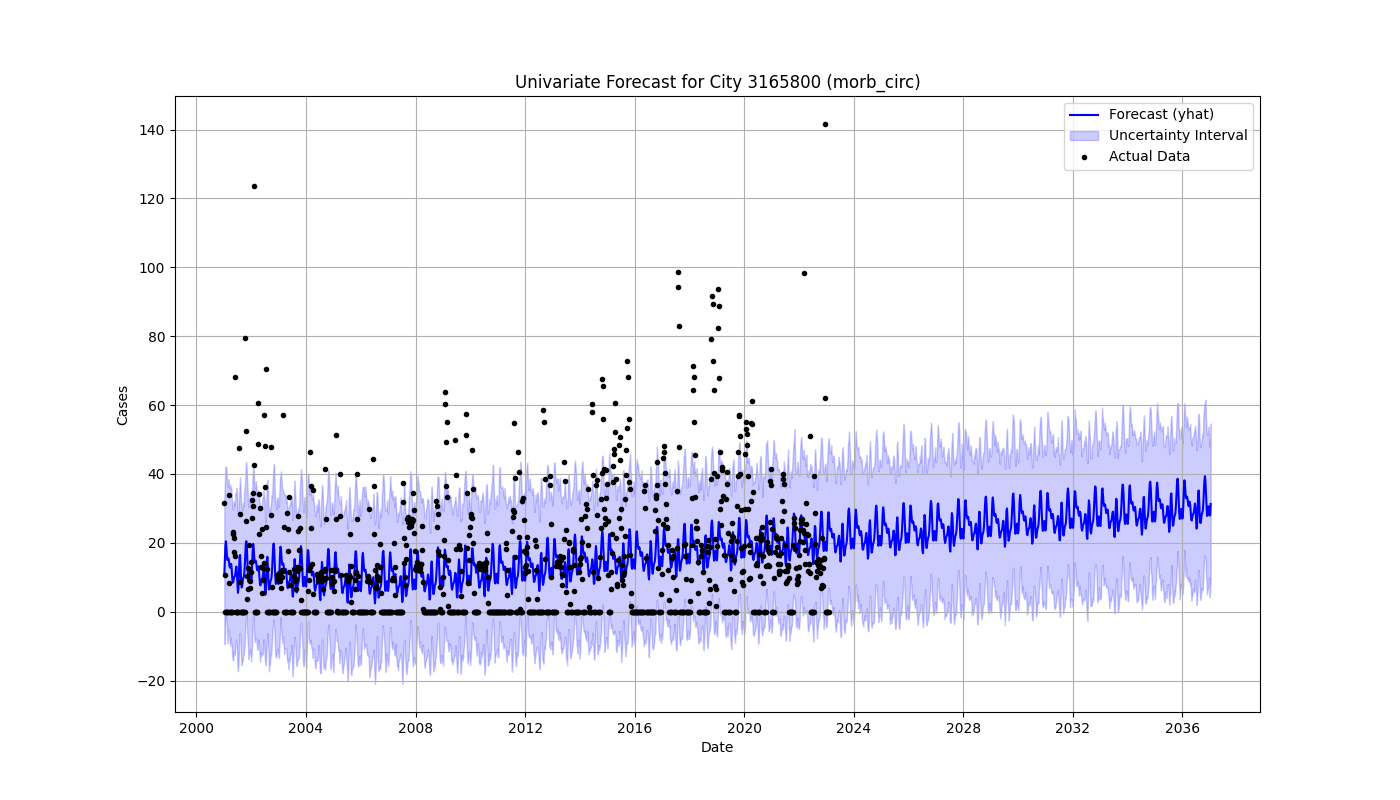 Univariate Forecast for City 3165800 (morb_circ)
Forecast (yhat)
Uncertainty Interval
Actual Data
Cases
140
120
100
80
60
40
20
0
−20
2000 2004 2008 2012 2016 2020 2024 2028 2032 2036
Date